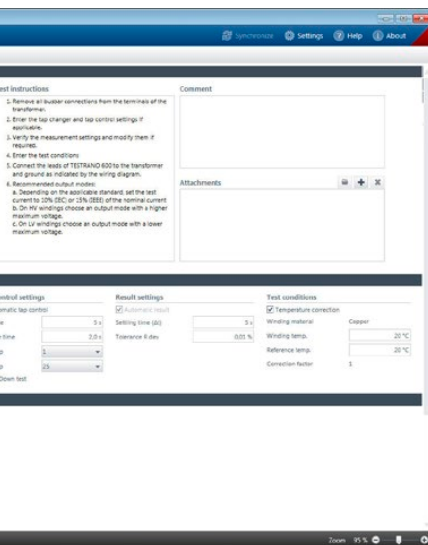 Synchronize Settings Help About
est instructions
Comment
1. Remove all busbar connections from the terminals of the
transformer.
2. Enter the tap changer and tap control settings if
applicable.
3. Verify the measurement settings and modify them if
required.
4. Enter the test conditions
5. Connect the leads of TESTRANO 600 to the transformer
and ground as indicated by the wiring diagram.
6. Recommended output modes:
a. Depending on the applicable standard, set the test
current to 10% (IEC) or 15% (IEEE) of the nominal current
b. On HV windings choose an output mode with a higher
maximum voltage.
c. On LV windings choose an output mode with a lower
maximum voltage.
Attachments
ontrol settings
omatic tap control
5 s
time
2.0 s
p
1
p
25
Down test
Result settings
Automatic result
Settling time (Δt)
5 s
Tolerance R dev
0.01 %
Test conditions
Temperature correction
Winding material Copper
Winding temp. 20 °C
Reference temp. 20 °C
Correction factor 1
Zoom 95 %